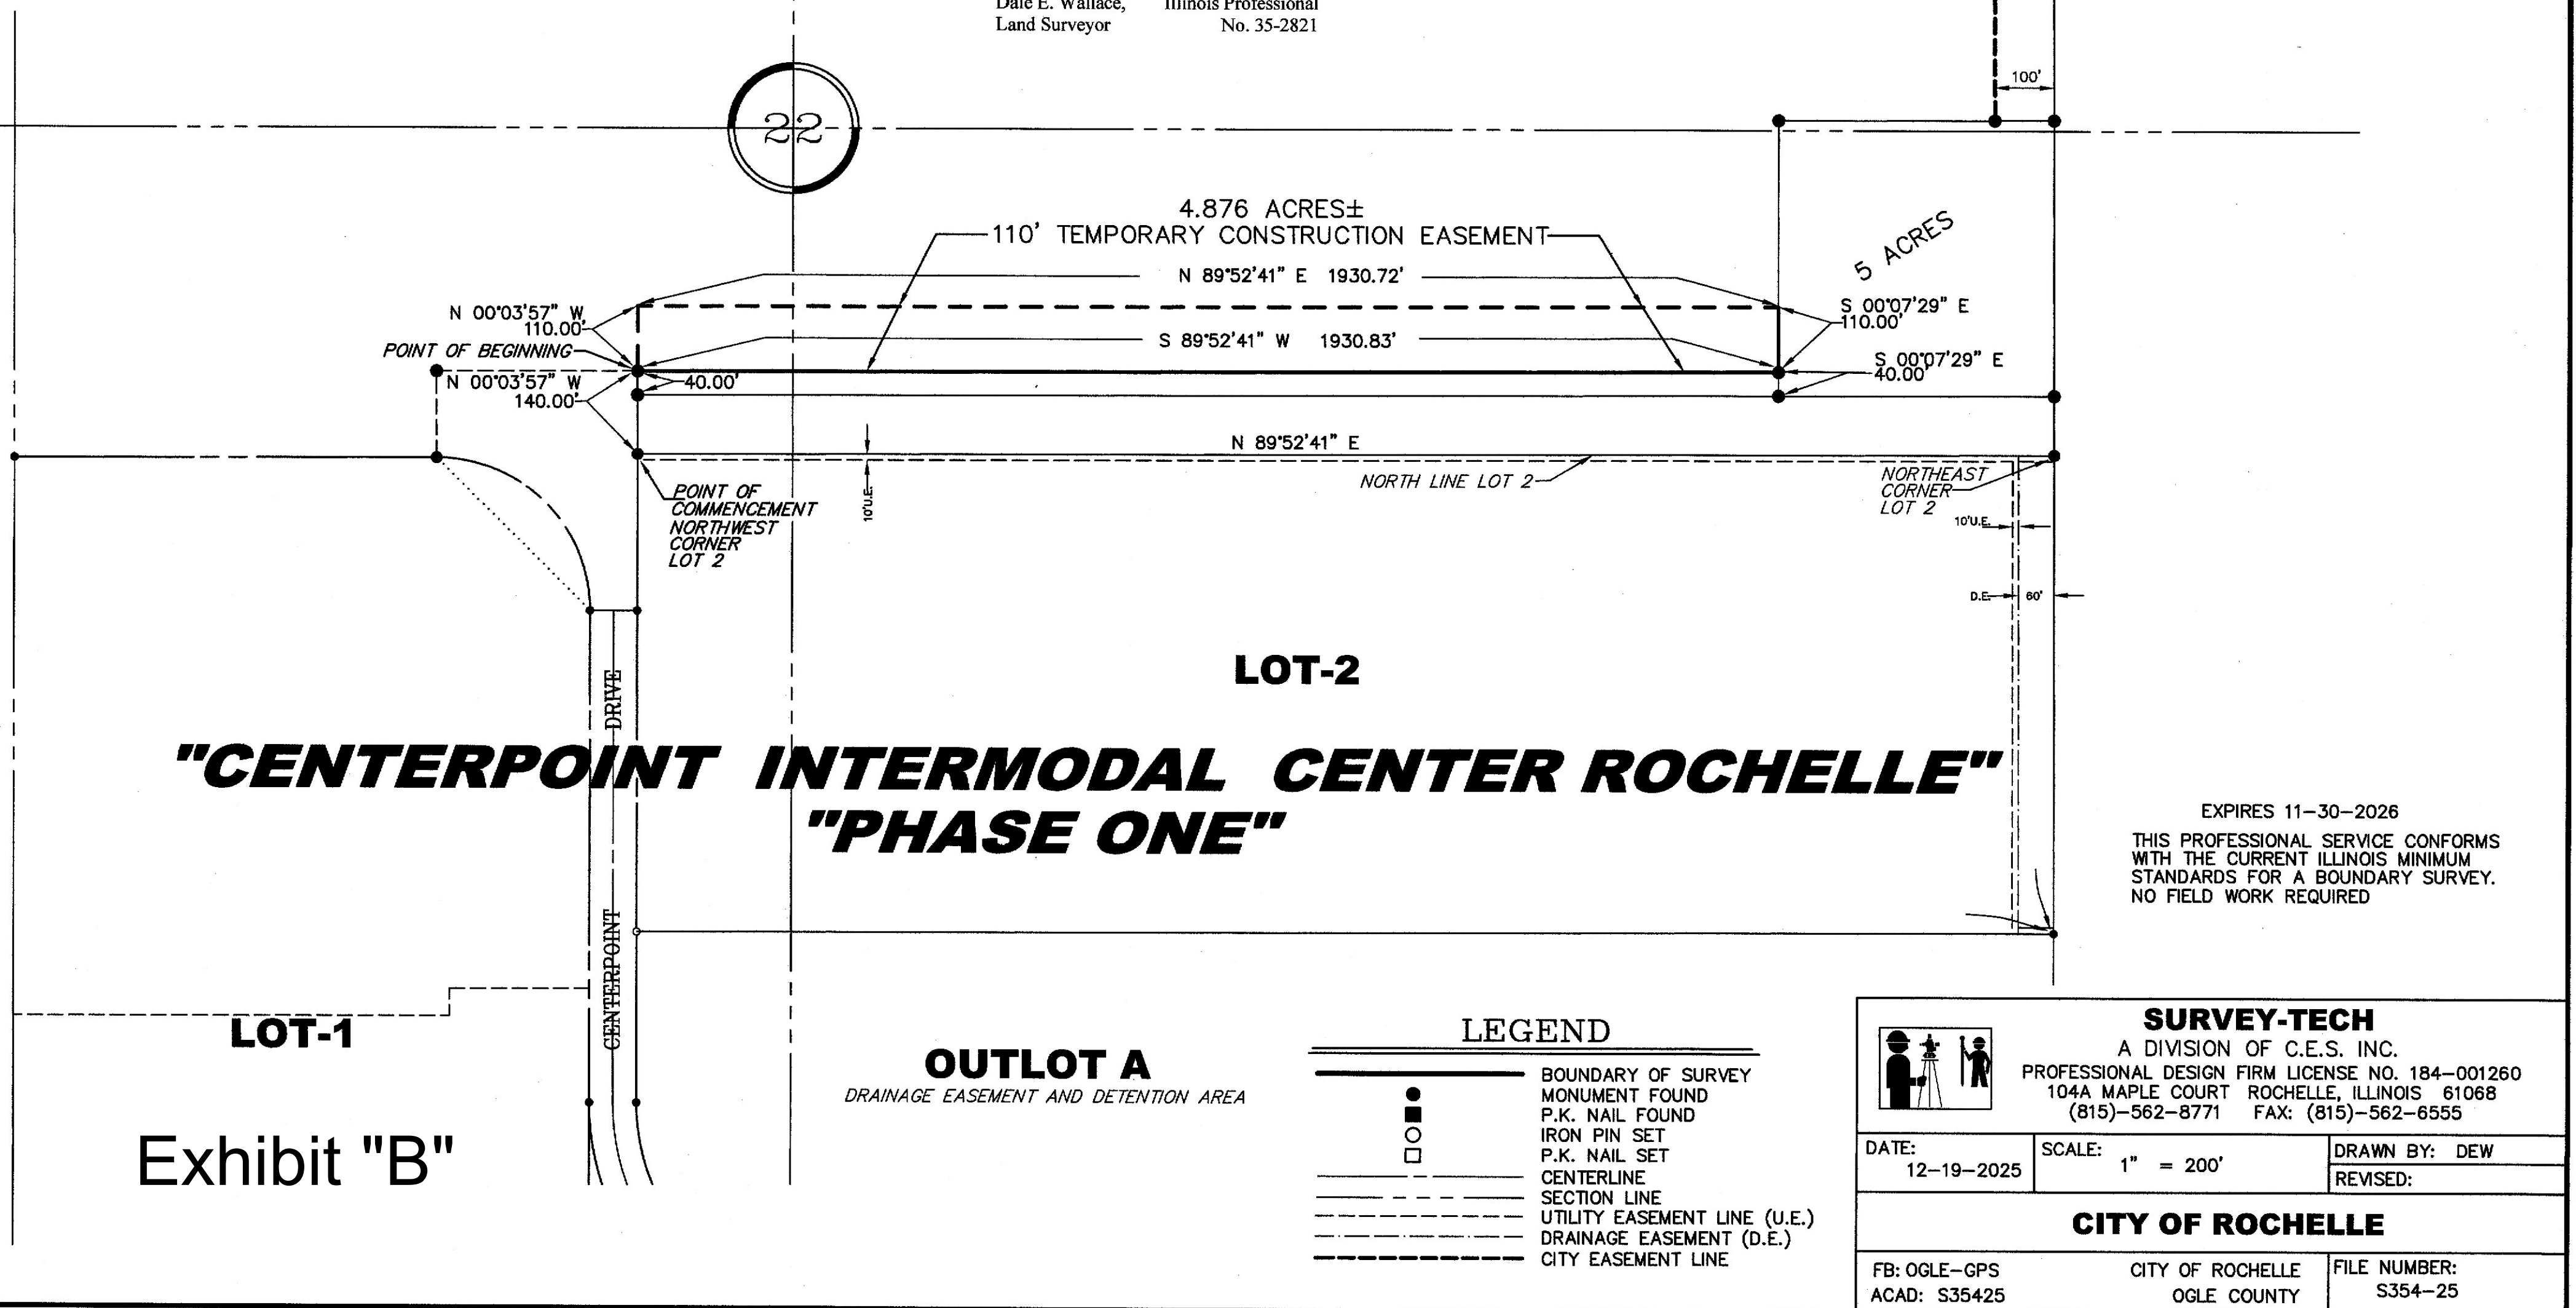 Dale E. Wallace, Illinois Professional
Land Surveyor No. 35-2821
100'
22
4.876 ACRES±
110' TEMPORARY CONSTRUCTION EASEMENT
5 ACRES
N 89°52'41" E 1930.72'
N 00°03'57" W
110.00'
S 00°07'29" E
110.00'
S 89°52'41" W 1930.83'
POINT OF BEGINNING
S 00°07'29" E
40.00'
N 00°03'57" W
140.00'
40.00'
N 89°52'41" E
NORTH LINE LOT 2
10'U.E.
POINT OF
COMMENCEMENT
NORTHWEST
CORNER
LOT 2
NORTHEAST
CORNER
LOT 2
10'U.E.
D.E.
60'
LOT-2
CENTERPOINT DRIVE
"CENTERPOINT INTERMODAL CENTER ROCHELLE"
"PHASE ONE"
EXPIRES 11-30-2026
THIS PROFESSIONAL SERVICE CONFORMS
WITH THE CURRENT ILLINOIS MINIMUM
STANDARDS FOR A BOUNDARY SURVEY.
NO FIELD WORK REQUIRED
LOT-1
OUTLOT A
DRAINAGE EASEMENT AND DETENTION AREA
Exhibit "B"
LEGEND
BOUNDARY OF SURVEY
MONUMENT FOUND
P.K. NAIL FOUND
IRON PIN SET
P.K. NAIL SET
CENTERLINE
SECTION LINE
UTILITY EASEMENT LINE (U.E.)
DRAINAGE EASEMENT (D.E.)
CITY EASEMENT LINE
SURVEY-TECH
A DIVISION OF C.E.S. INC.
PROFESSIONAL DESIGN FIRM LICENSE NO. 184-001260
104A MAPLE COURT ROCHELLE, ILLINOIS 61068
(815)-562-8771 FAX: (815)-562-6555
DATE:
12-19-2025
SCALE:
1" = 200'
DRAWN BY: DEW
REVISED:
CITY OF ROCHELLE
FB: OGLE-GPS
ACAD: S35425
CITY OF ROCHELLE
OGLE COUNTY
FILE NUMBER:
S354-25